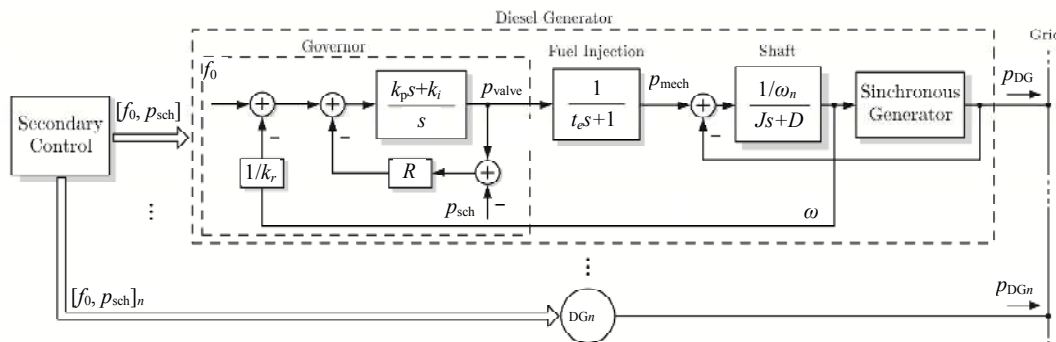 Diesel Generator
Grid
Governor
Fuel Injection
Shaft
f0
[f0, psch]
Secondary
Control
kps+ki
s
pvalve
1
tes+1
pmech
1/ωn
Js+D
Sinchronous
Generator
pDG
1/kr
R
psch
ω
[f0, psch]n
DGn
pDGn